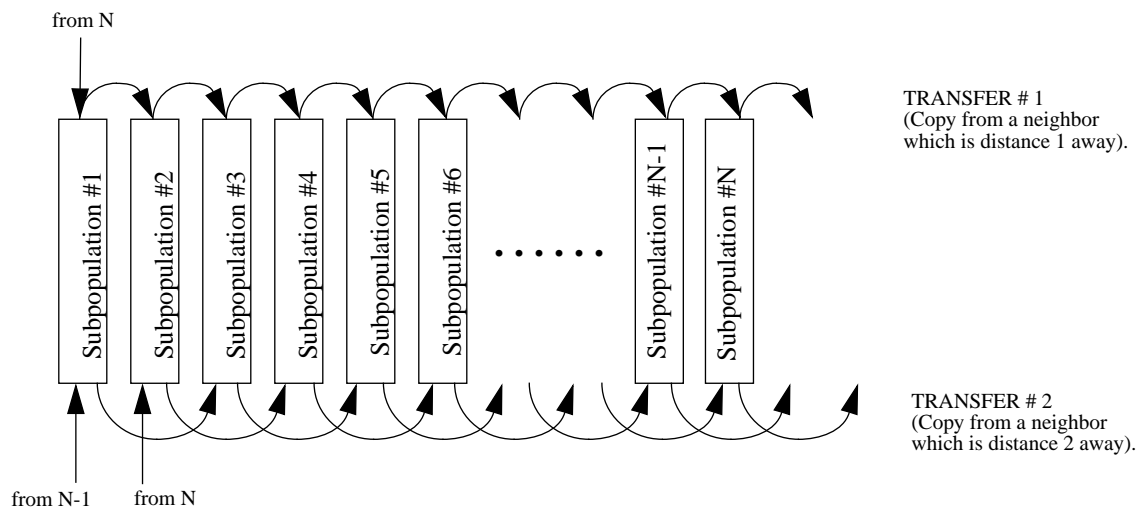 from N
TRANSFER # 1
(Copy from a neighbor
which is distance 1 away).
Subpopulation #1
Subpopulation #2
Subpopulation #3
Subpopulation #4
Subpopulation #5
Subpopulation #6
......
Subpopulation #N-1
Subpopulation #N
TRANSFER # 2
(Copy from a neighbor
which is distance 2 away).
from N-1
from N